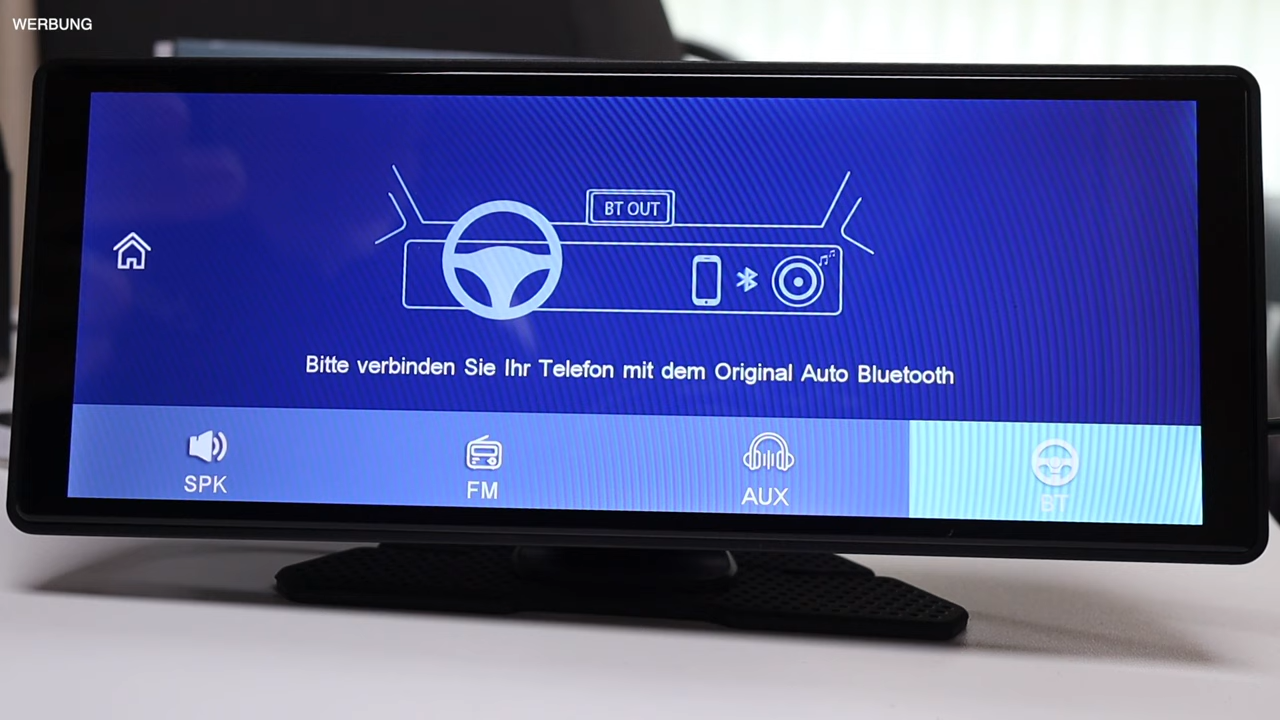 WERBUNG
BT OUT
Bitte verbinden Sie Ihr Telefon mit dem Original Auto Bluetooth
SPK
FM
AUX
BT